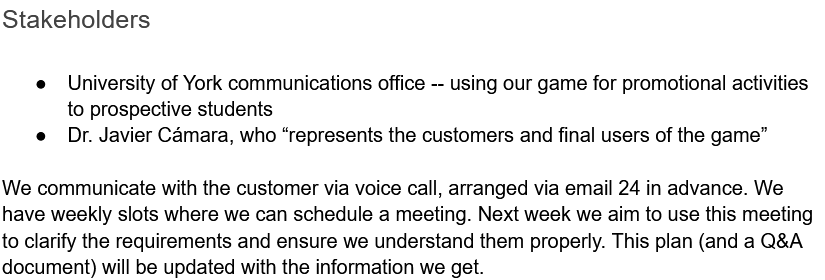 Stakeholders
● University of York communications office -- using our game for promotional activities
to prospective students
● Dr. Javier Cámara, who “represents the customers and final users of the game”
We communicate with the customer via voice call, arranged via email 24 in advance. We
have weekly slots where we can schedule a meeting. Next week we aim to use this meeting
to clarify the requirements and ensure we understand them properly. This plan (and a Q&A
document) will be updated with the information we get.